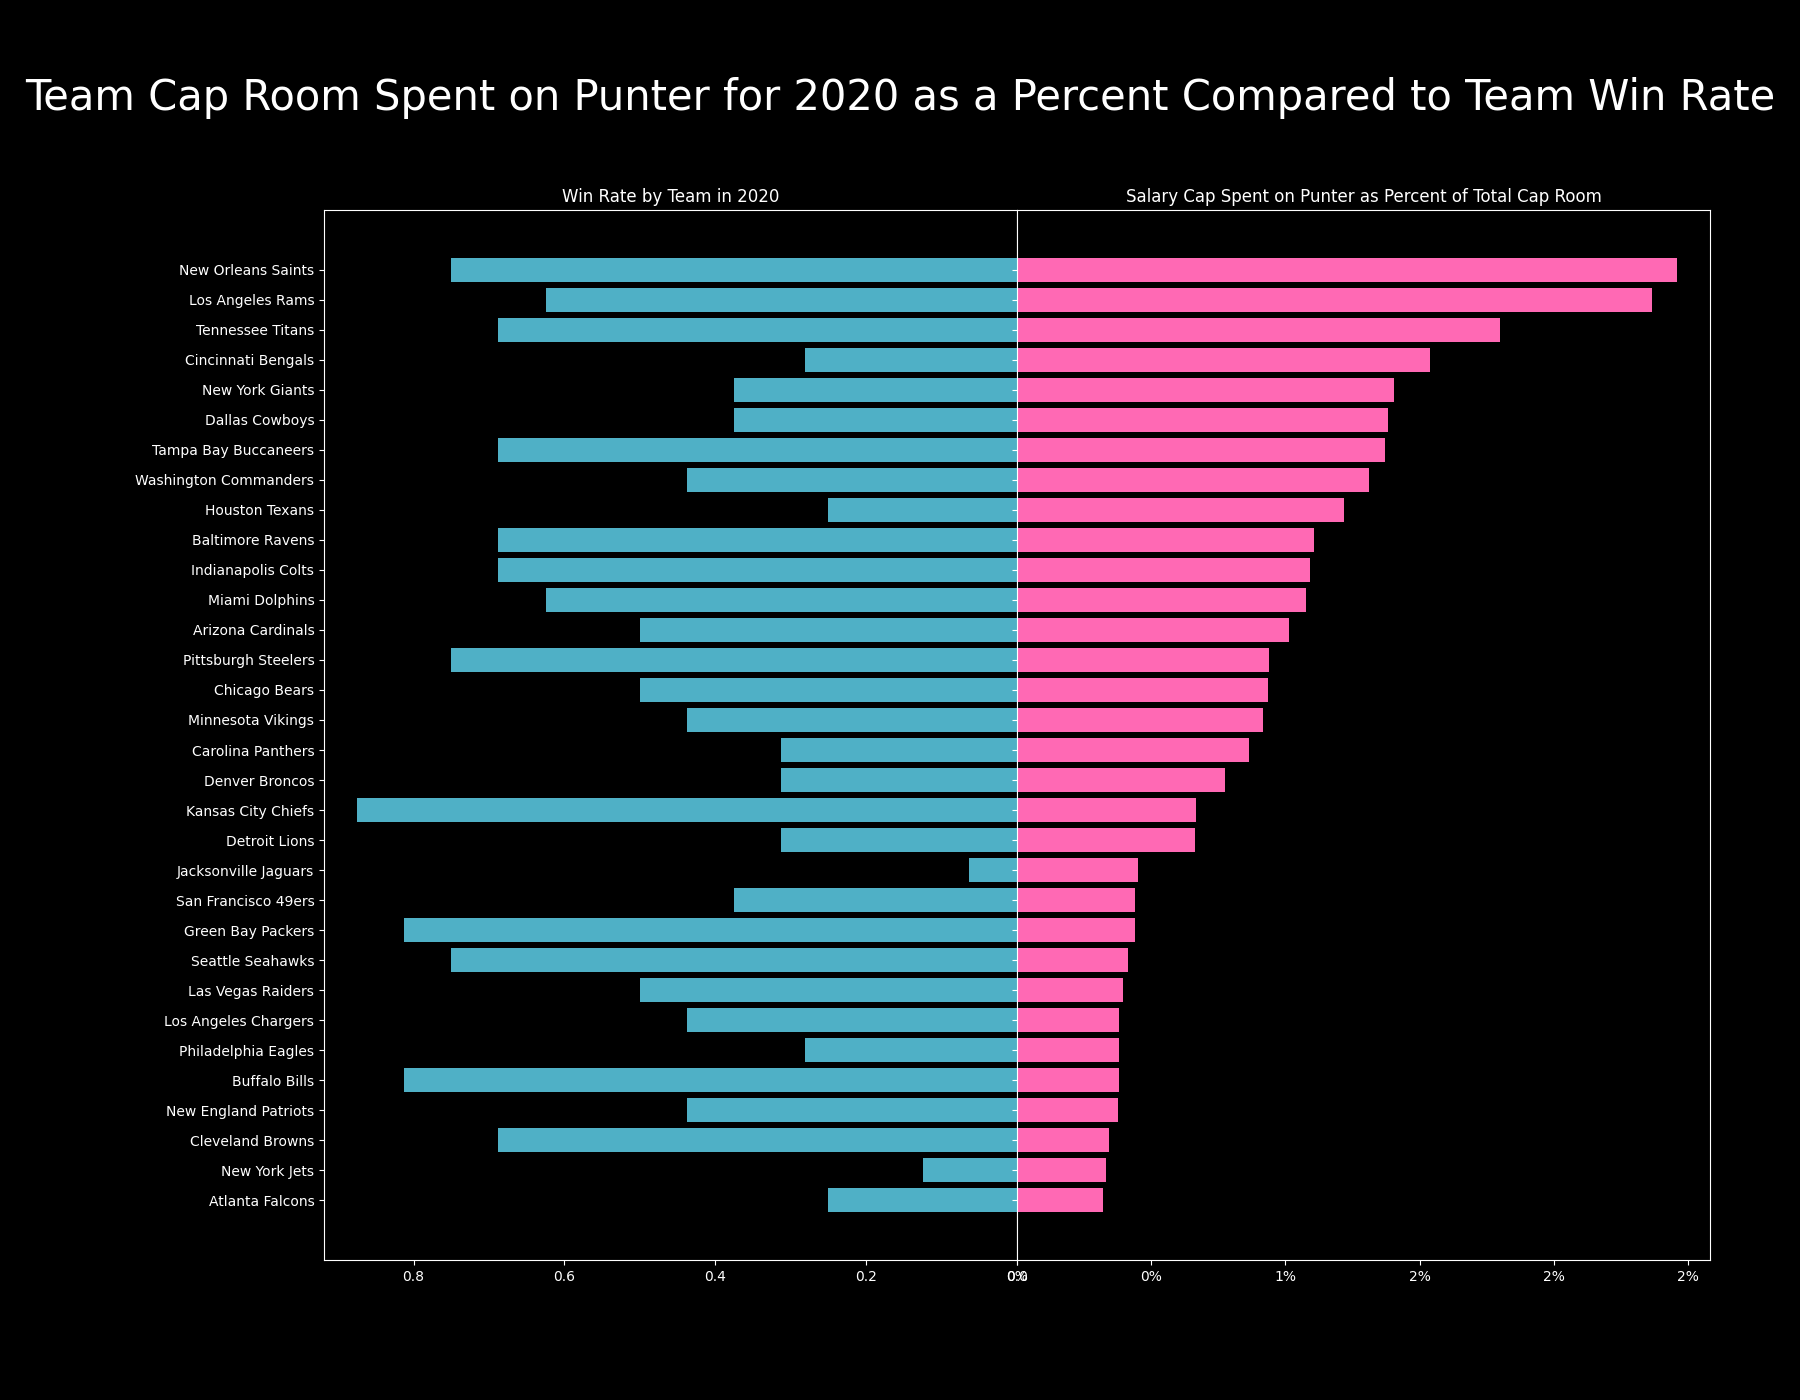 Team Cap Room Spent on Punter for 2020 as a Percent Compared to Team Win Rate
Win Rate by Team in 2020
Salary Cap Spent on Punter as Percent of Total Cap Room
New Orleans Saints
Los Angeles Rams
Tennessee Titans
Cincinnati Bengals
New York Giants
Dallas Cowboys
Tampa Bay Buccaneers
Washington Commanders
Houston Texans
Baltimore Ravens
Indianapolis Colts
Miami Dolphins
Arizona Cardinals
Pittsburgh Steelers
Chicago Bears
Minnesota Vikings
Carolina Panthers
Denver Broncos
Kansas City Chiefs
Detroit Lions
Jacksonville Jaguars
San Francisco 49ers
Green Bay Packers
Seattle Seahawks
Las Vegas Raiders
Los Angeles Chargers
Philadelphia Eagles
Buffalo Bills
New England Patriots
Cleveland Browns
New York Jets
Atlanta Falcons
0.8 0.6 0.4 0.2 0.0
0% 0% 1% 2% 2% 2%